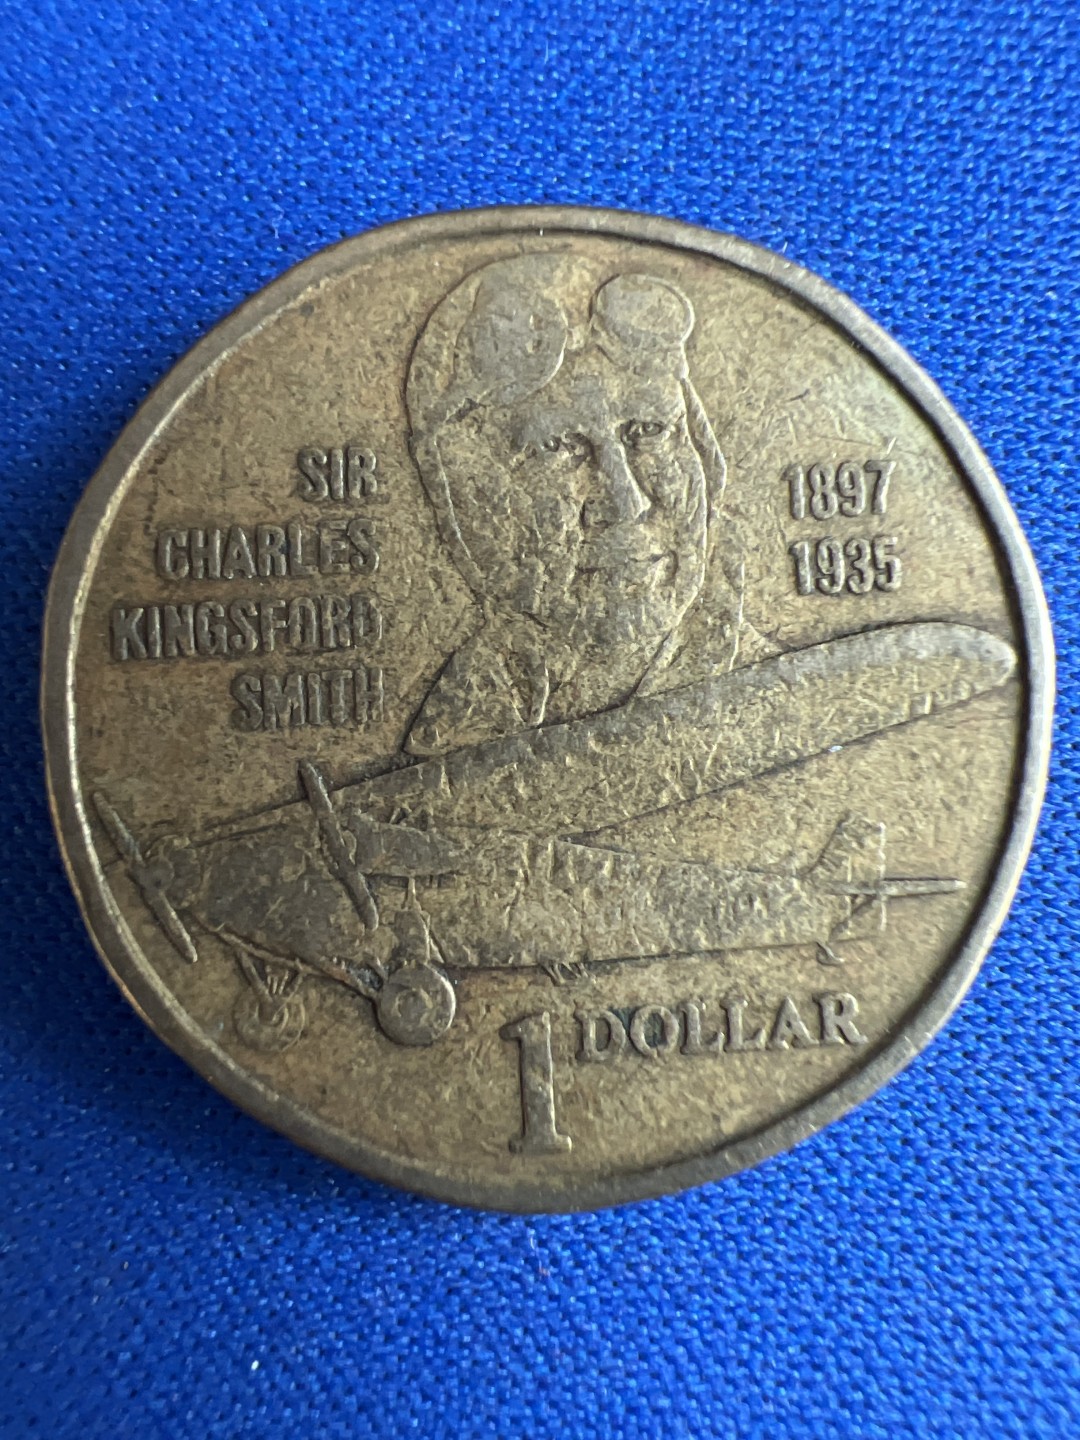 SIR
CHARLES
KINGSFORD
SMITH
1897
1935
1 DOLLAR